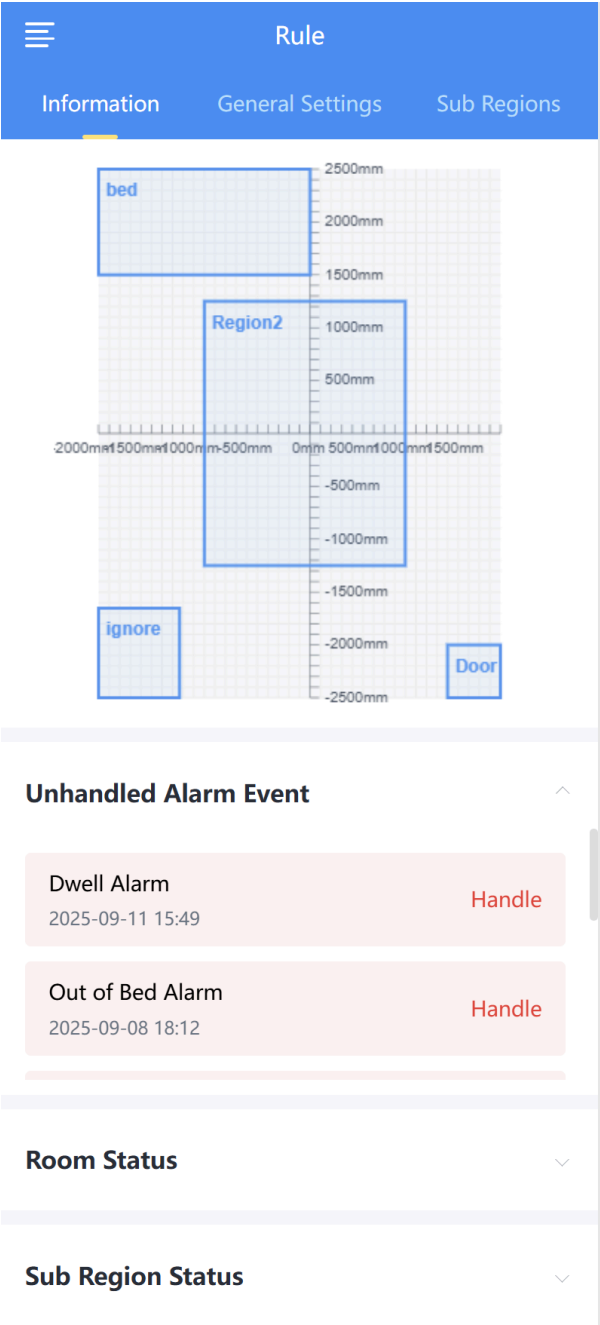 Rule
Information General Settings Sub Regions
2500mm
bed
2000mm
1500mm
Region2
1000mm
500mm
-2000mm -1500mm -1000mm -500mm 0mm 500mm 1000mm 1500mm
-500mm
-1000mm
-1500mm
ignore
-2000mm
Door
-2500mm
Unhandled Alarm Event
Dwell Alarm
2025-09-11 15:49
Handle
Out of Bed Alarm
2025-09-08 18:12
Handle
Room Status
Sub Region Status